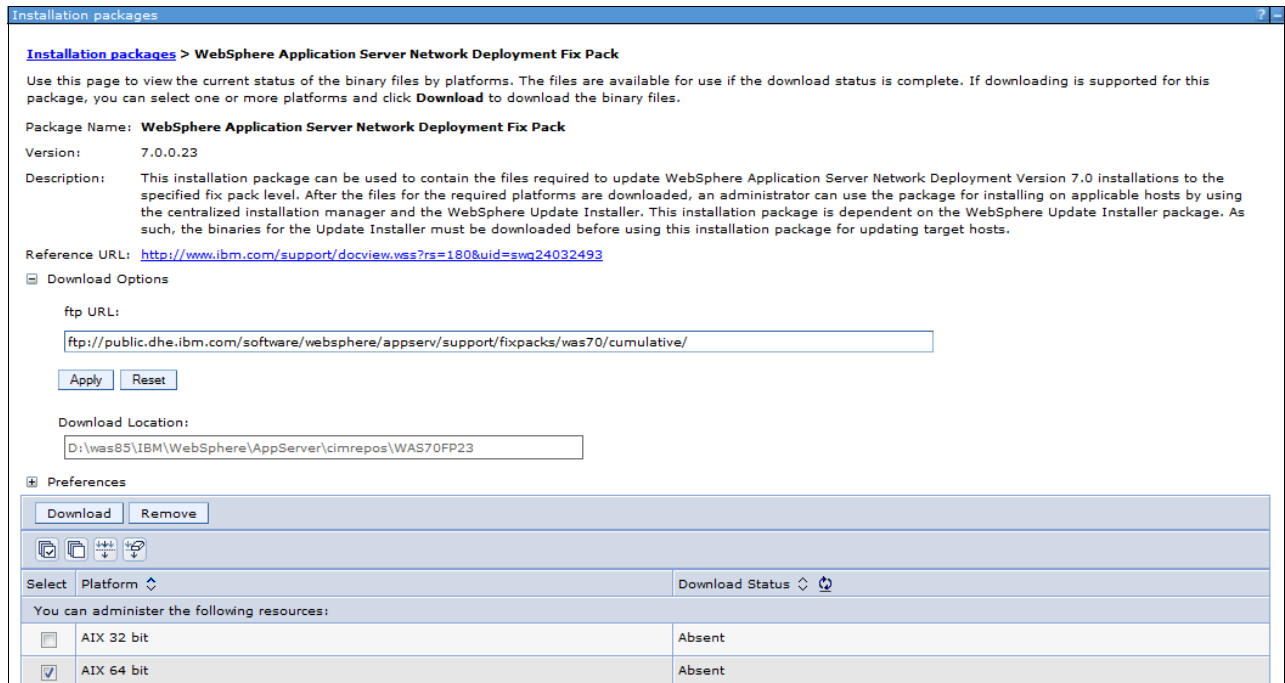 Installation packages ? –
Installation packages > WebSphere Application Server Network Deployment Fix Pack
Use this page to view the current status of the binary files by platforms. The files are available for use if the download status is complete. If downloading is supported for this
package, you can select one or more platforms and click Download to download the binary files.
Package Name: WebSphere Application Server Network Deployment Fix Pack
Version: 7.0.0.23
Description: This installation package can be used to contain the files required to update WebSphere Application Server Network Deployment Version 7.0 installations to the
specified fix pack level. After the files for the required platforms are downloaded, an administrator can use the package for installing on applicable hosts by using
the centralized installation manager and the WebSphere Update Installer. This installation package is dependent on the WebSphere Update Installer package. As
such, the binaries for the Update Installer must be downloaded before using this installation package for updating target hosts.
Reference URL: http://www.ibm.com/support/docview.wss?rs=180&uid=swg24032493
Download Options
ftp URL:
ftp://public.dhe.ibm.com/software/websphere/appserv/support/fixpacks/was70/cumulative/
Apply Reset
Download Location:
D:\was85\IBM\WebSphere\AppServer\cimrepos\WAS70FP23
Preferences
Download Remove
Select Platform Download Status
You can administer the following resources:
AIX 32 bit Absent
AIX 64 bit Absent